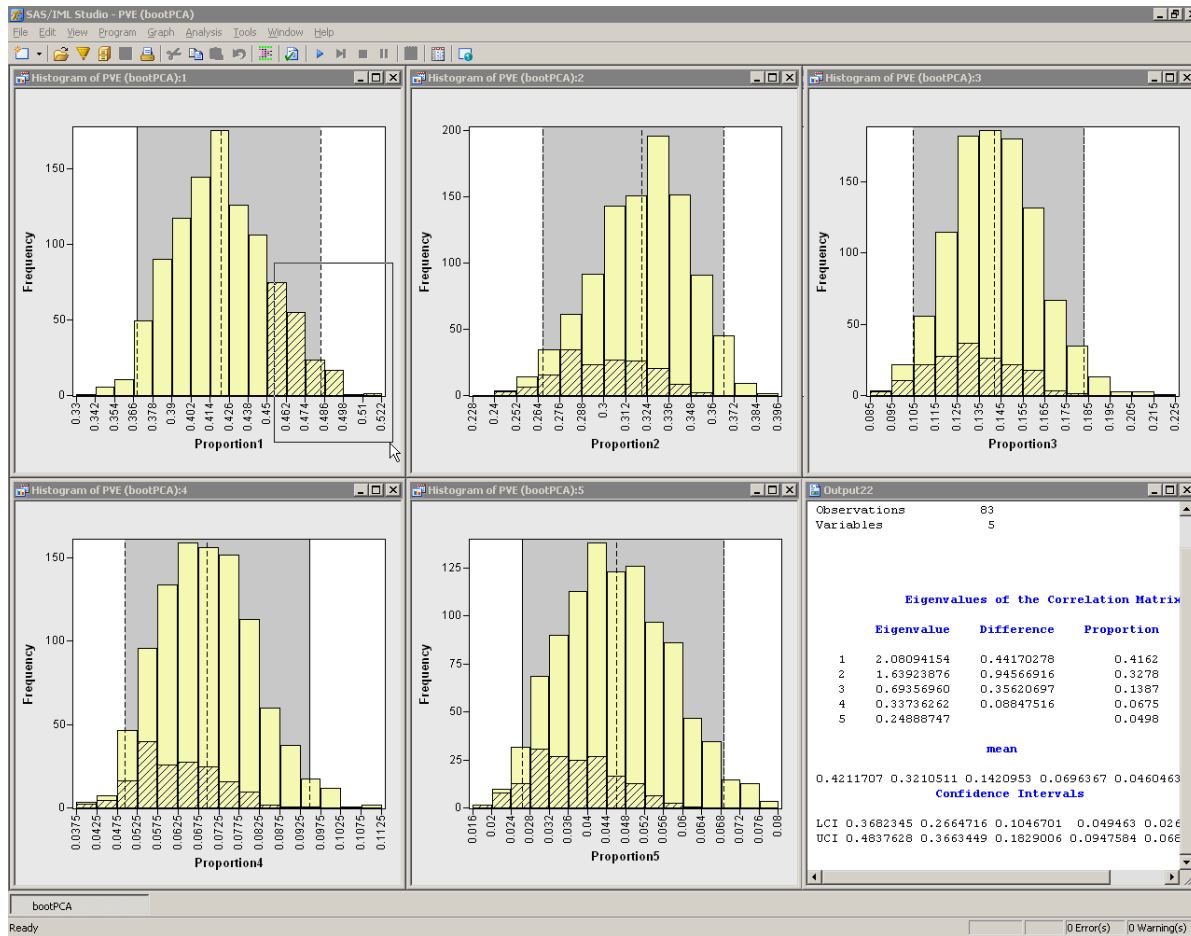 SAS/IML Studio - PVE (bootPCA)
File Edit View Program Graph Analysis Tools Window Help
Histogram of PVE (bootPCA):1
Frequency
150
100
50
0
0.33 0.342 0.354 0.366 0.378 0.39 0.402 0.414 0.426 0.438 0.45 0.462 0.474 0.486 0.498 0.51 0.522
Proportion1
Histogram of PVE (bootPCA):2
Frequency
200
150
100
50
0
0.228 0.24 0.252 0.264 0.276 0.288 0.3 0.312 0.324 0.336 0.348 0.36 0.372 0.384 0.396
Proportion2
Histogram of PVE (bootPCA):3
Frequency
150
100
50
0
0.085 0.095 0.105 0.115 0.125 0.135 0.145 0.155 0.165 0.175 0.185 0.195 0.205 0.215 0.225
Proportion3
Histogram of PVE (bootPCA):4
Frequency
150
100
50
0
0.0375 0.0425 0.0475 0.0525 0.0575 0.0625 0.0675 0.0725 0.0775 0.0825 0.0875 0.0925 0.0975 0.1025 0.1075 0.1125
Proportion4
Histogram of PVE (bootPCA):5
Frequency
125
100
75
50
25
0
0.016 0.02 0.024 0.028 0.032 0.036 0.04 0.044 0.048 0.052 0.056 0.06 0.064 0.068 0.072 0.076 0.08
Proportion5
Output22
Observations 83
Variables 5
Eigenvalues of the Correlation Matrix
Eigenvalue Difference Proportion
1 2.08094154 0.44170278 0.4162
2 1.63923876 0.94566916 0.3278
3 0.69356960 0.35620697 0.1387
4 0.33736262 0.08847516 0.0675
5 0.24888747 0.0498
mean
0.4211707 0.3210511 0.1420953 0.0696367 0.0460463
Confidence Intervals
LCI 0.3682345 0.2664716 0.1046701 0.049463 0.026
UCI 0.4837628 0.3663449 0.1829006 0.0947584 0.068
bootPCA
Ready
0 Error(s) 0 Warning(s)